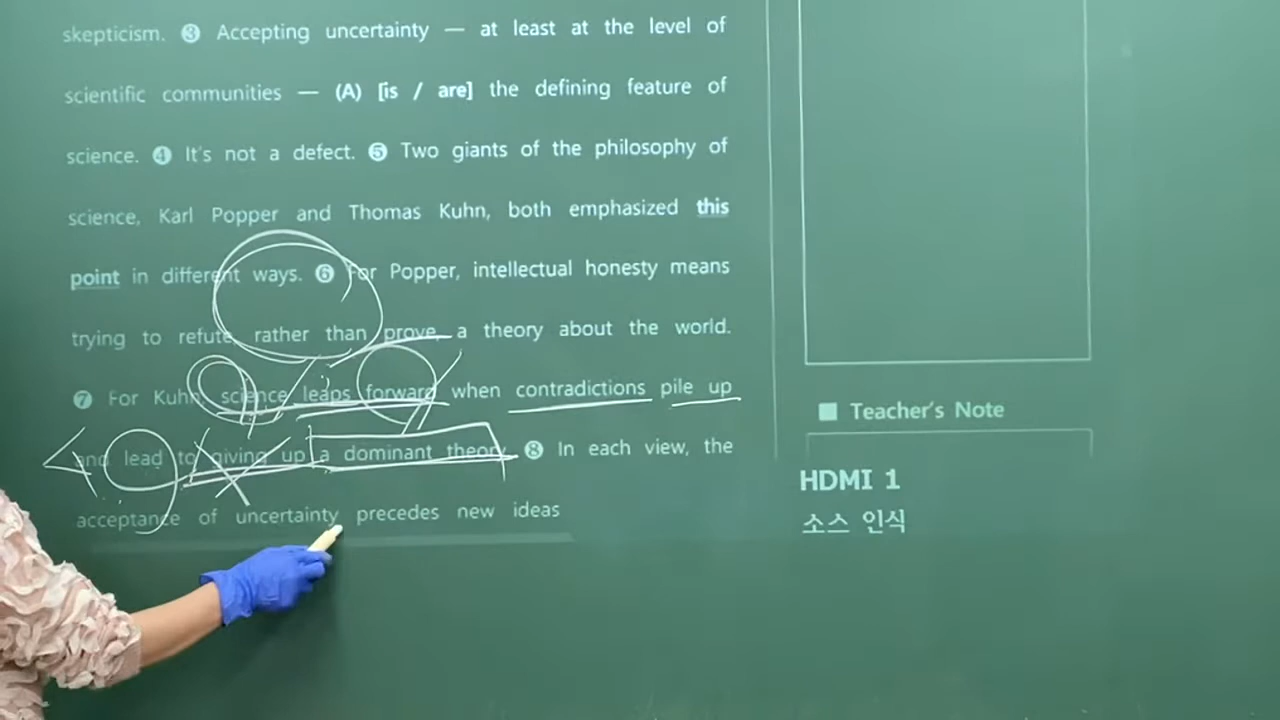 skepticism. ❸ Accepting uncertainty — at least at the level of
scientific communities — (A) [is / are] the defining feature of
science. ❹ It's not a defect. ❺ Two giants of the philosophy of
science, Karl Popper and Thomas Kuhn, both emphasized this
point in different ways. ❻ For Popper, intellectual honesty means
trying to refute rather than prove a theory about the world.
❼ For Kuhn, science leaps forward when contradictions pile up
and lead to giving up a dominant theory. ❽ In each view, the
acceptance of uncertainty precedes new ideas
Teacher's Note
HDMI 1
소스 인식